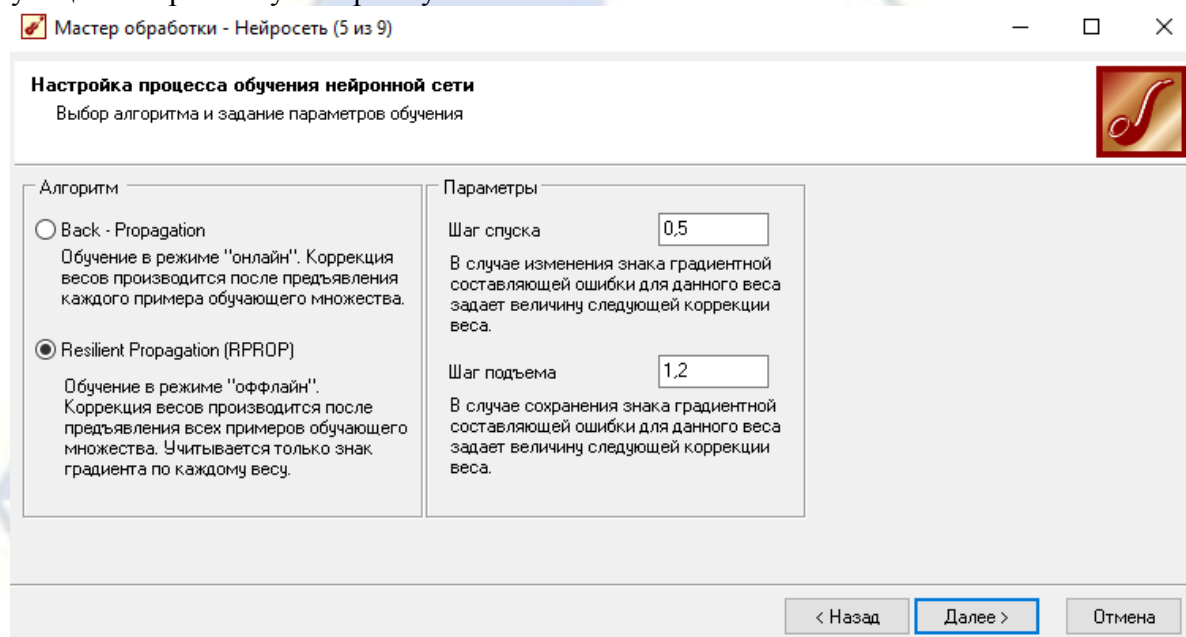 Мастер обработки - Нейросеть (5 из 9)
Настройка процесса обучения нейронной сети
Выбор алгоритма и задание параметров обучения
Алгоритм
Back - Propagation
Обучение в режиме "онлайн". Коррекция
весов производится после предъявления
каждого примера обучающего множества.
Resilient Propagation (RPROP)
Обучение в режиме "оффлайн".
Коррекция весов производится после
предъявления всех примеров обучающего
множества. Учитывается только знак
градиента по каждому весу.
Параметры
Шаг спуска 0,5
В случае изменения знака градиентной
составляющей ошибки для данного веса
задает величину следующей коррекции
веса.
Шаг подъема 1,2
В случае сохранения знака градиентной
составляющей ошибки для данного веса
задает величину следующей коррекции
веса.
< Назад Далее > Отмена